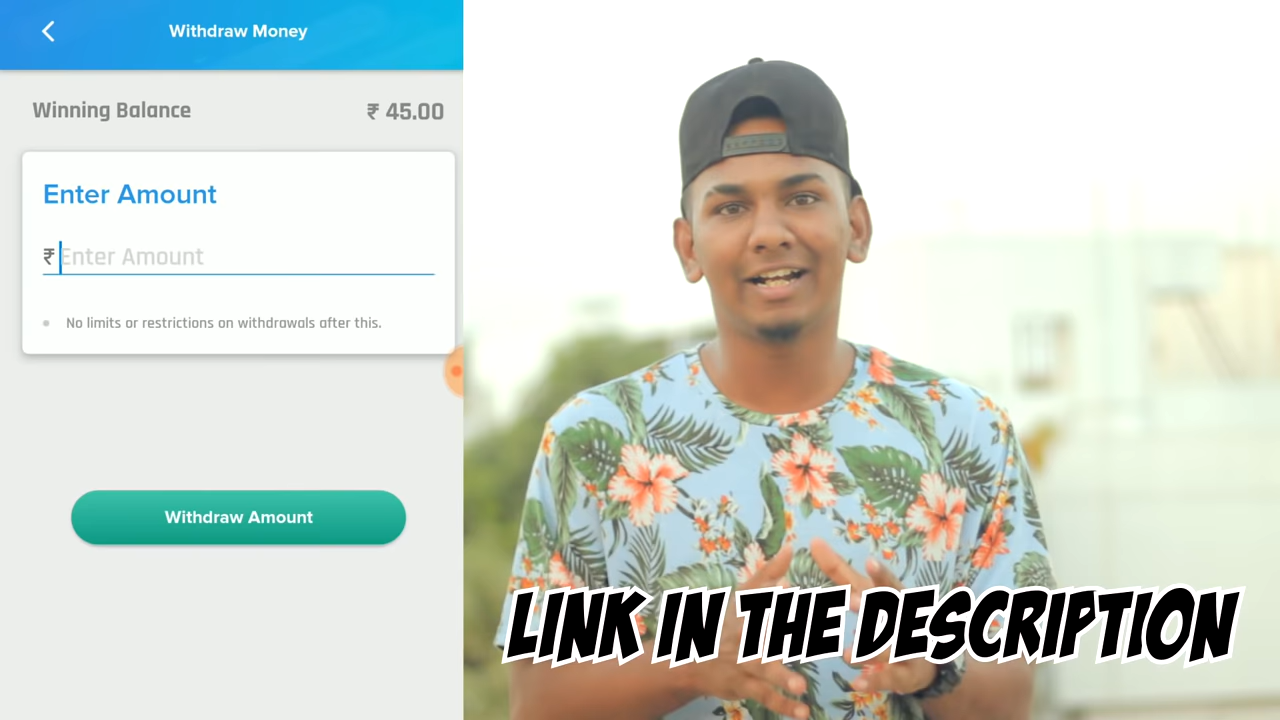 Withdraw Money
Winning Balance
₹ 45.00
Enter Amount
₹ Enter Amount
No limits or restrictions on withdrawals after this.
Withdraw Amount
LINK IN THE DESCRIPTION